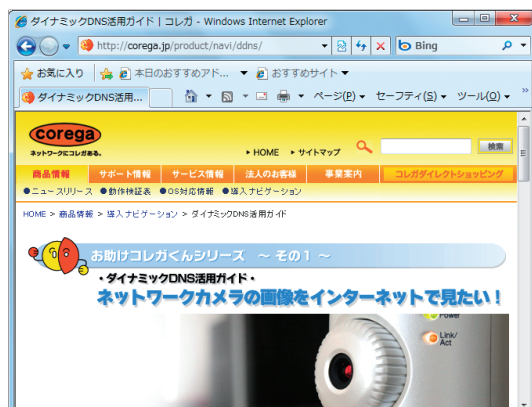 ダイナミックDNS活用ガイド | コレガ - Windows Internet Explorer
http://corega.jp/product/navi/ddns/
Bing
お気に入り
本日のおすすめアド...
おすすめサイト
ダイナミックDNS活用...
ページ(P)
セーフティ(S)
ツール(O)
corega
ネットワークにコレがある。
HOME
サイトマップ
検索
商品情報
サポート情報
サービス情報
法人のお客様
事業案内
コレガダイレクトショッピング
●ニュースリリース ●動作検証表 ●OS対応情報 ●導入ナビゲーション
HOME > 商品情報 > 導入ナビゲーション > ダイナミックDNS活用ガイド
お助けコレガくんシリーズ ~ その1 ~
・ダイナミックDNS活用ガイド・
ネットワークカメラの画像をインターネットで見たい!
Power
Link/
Act